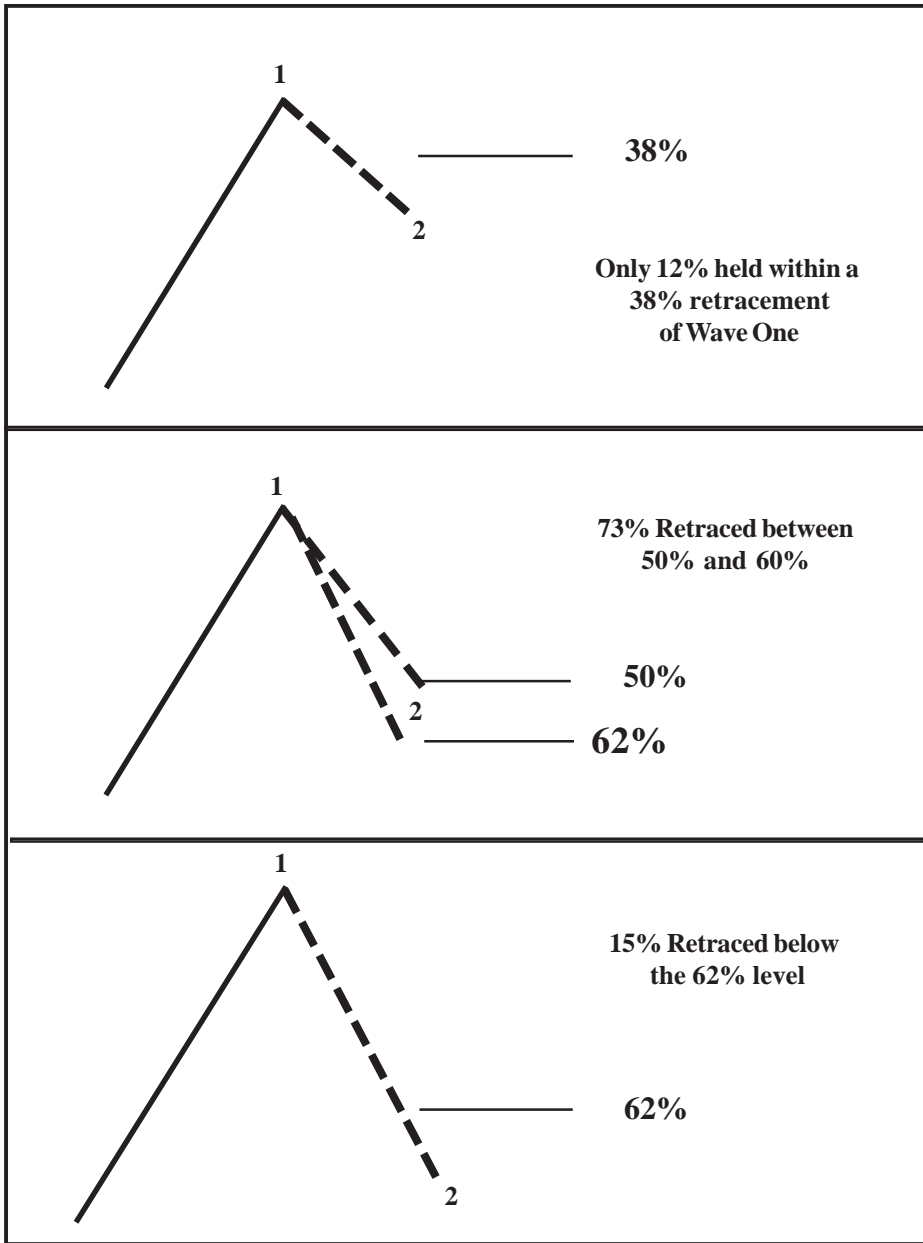 1
38%
2
Only 12% held within a
38% retracement
of Wave One
1
73% Retraced between
50% and 60%
50%
2
62%
1
15% Retraced below
the 62% level
62%
2